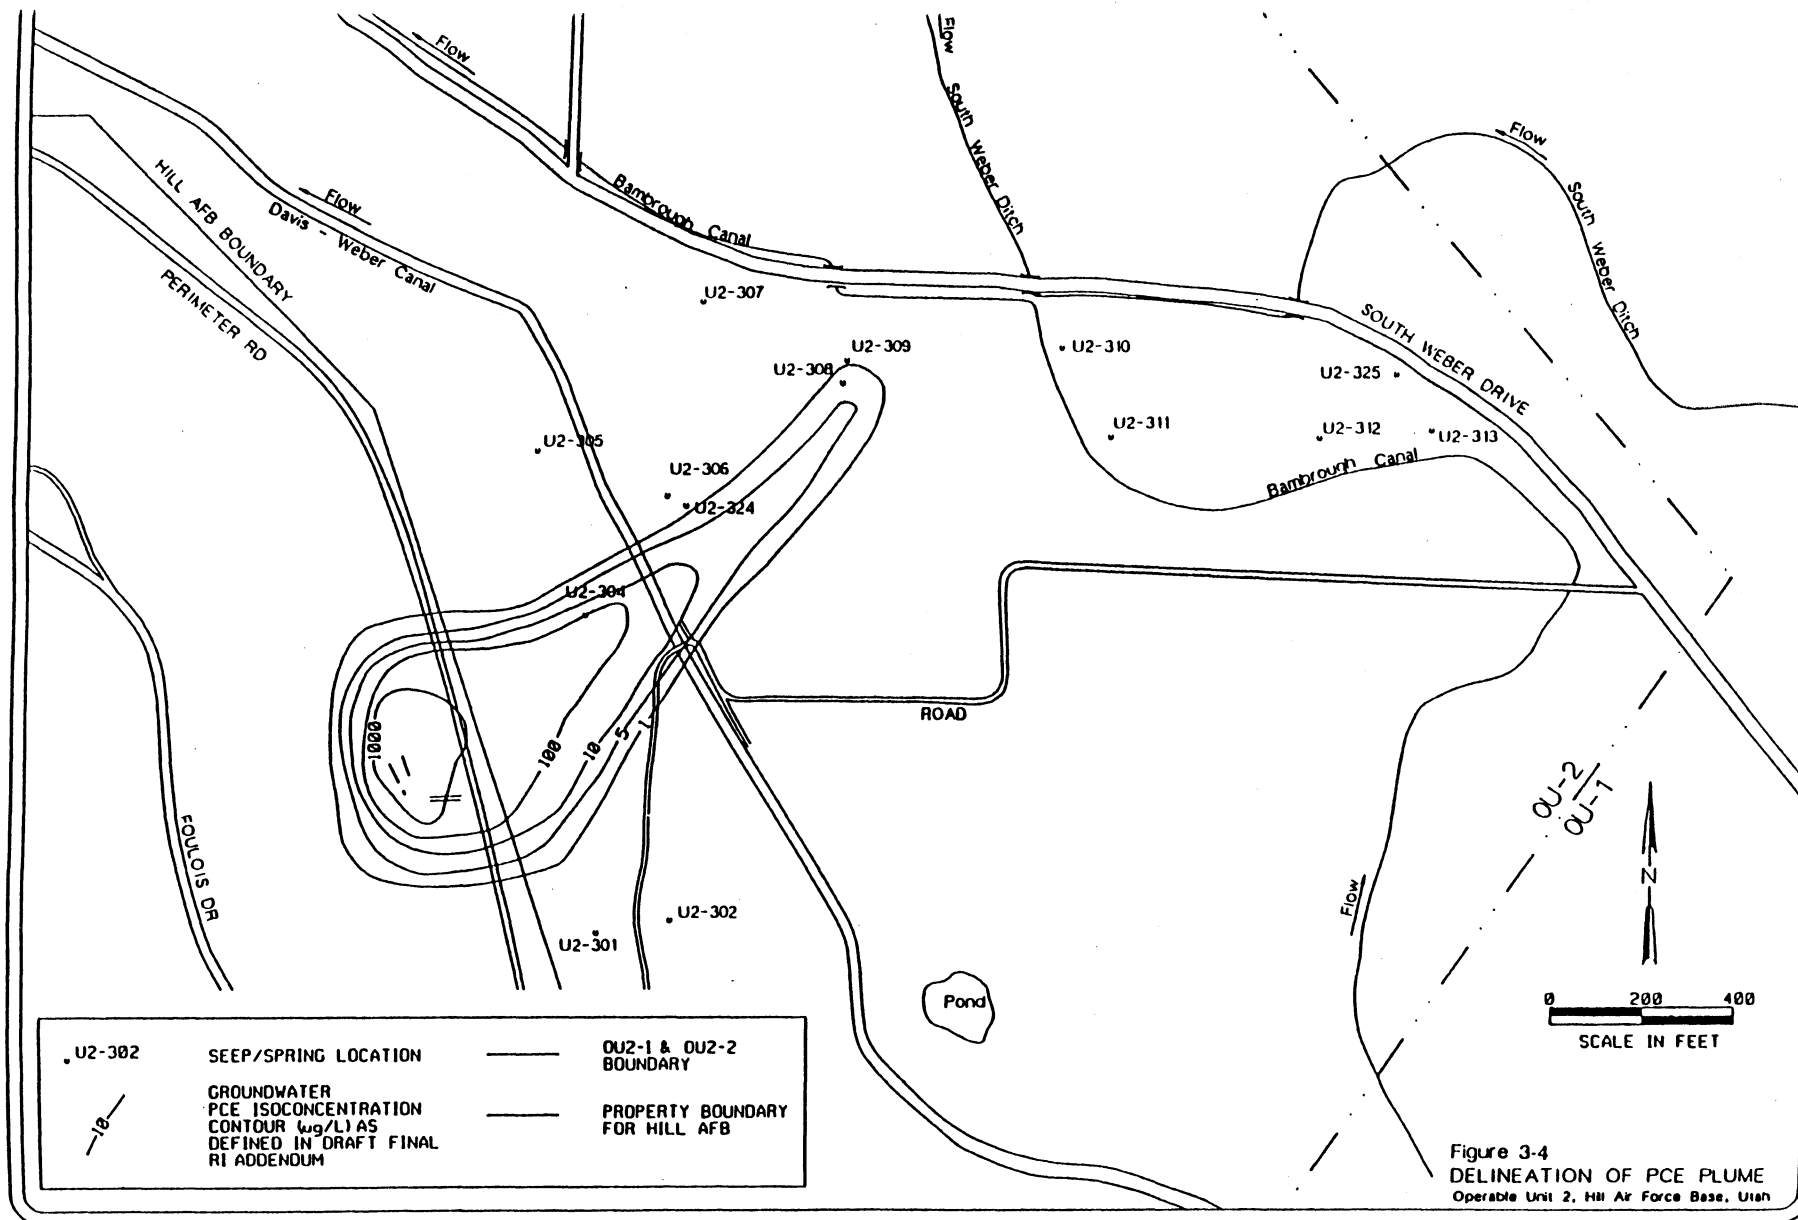 Flow
Flow
South Weber Ditch
Flow
South Weber Ditch
HILL AFB BOUNDARY
Flow
Davis - Weber Canal
Bambrough Canal
PERIMETER RD
U2-307
U2-309
U2-308
U2-310
SOUTH WEBER DRIVE
U2-325
U2-305
U2-311
U2-312
U2-313
U2-306
U2-324
Bambrough Canal
U2-304
ROAD
1000
100
10
5
1
OU-2
OU-1
FOULOIS DR
Flow
N
U2-302
U2-301
Pond
0 200 400
SCALE IN FEET
U2-302
SEEP/SPRING LOCATION
OU2-1 & OU2-2
BOUNDARY
-10-
GROUNDWATER
PCE ISOCONCENTRATION
CONTOUR (ug/L) AS
DEFINED IN DRAFT FINAL
RI ADDENDUM
PROPERTY BOUNDARY
FOR HILL AFB
Figure 3-4
DELINEATION OF PCE PLUME
Operable Unit 2, Hill Air Force Base, Utah